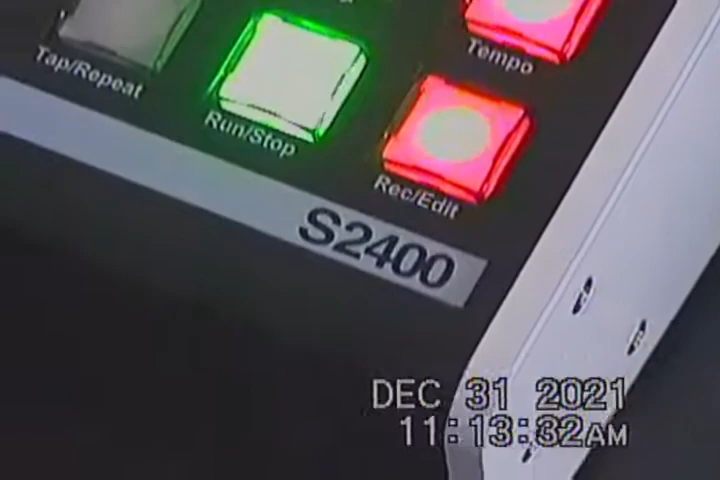 Tempo
Tap/Repeat
Run/Stop
Rec/Edit
S2400
DEC 31 2021
11:13:32AM